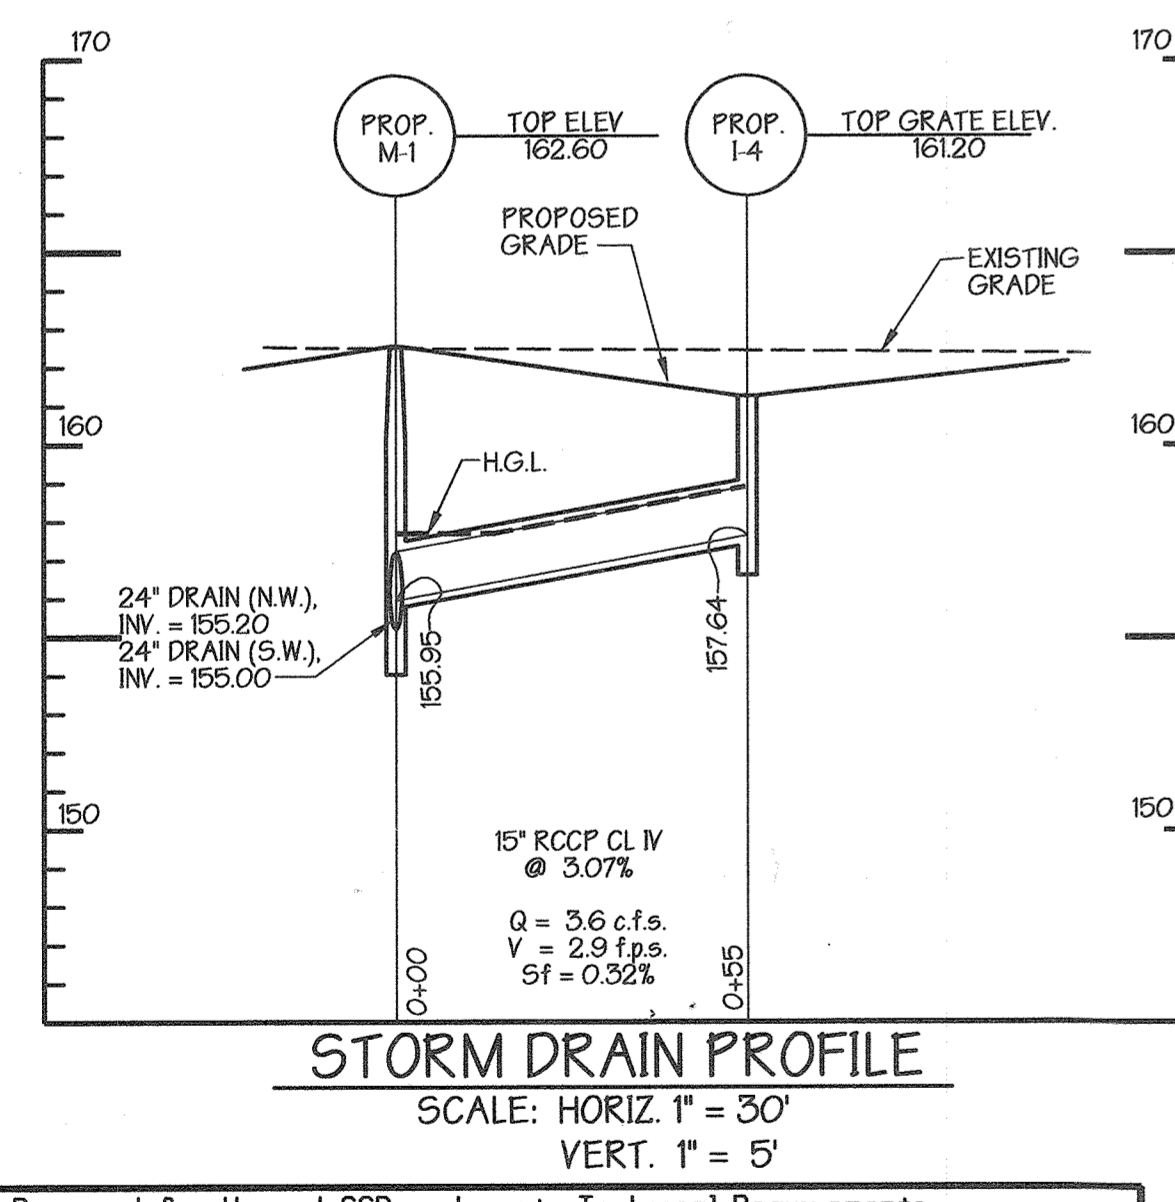 170
170
PROP.
M-1
TOP ELEV
162.60
PROP.
I-4
TOP GRATE ELEV.
161.20
PROPOSED
GRADE
EXISTING
GRADE
160
160
H.G.L.
24" DRAIN (N.W.),
INV. = 155.20
24" DRAIN (S.W.),
INV. = 155.00
155.95
157.64
150
150
15" RCCP CL IV
@ 3.07%
Q = 3.6 c.f.s.
V = 2.9 f.p.s.
Sf = 0.32%
0+00
0+55
STORM DRAIN PROFILE
SCALE: HORIZ. 1" = 30'
VERT. 1" = 5'